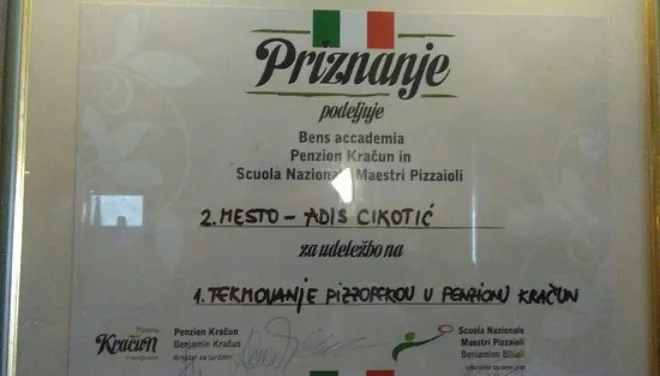 Priznanje
podeljuje
Bens accademia
Penzion Kračun in
Scuola Nazionale Maestri Pizzaioli
2. MESTO - ADIS CIKOTIĆ
za udeležbo na
1. TEKMOVANJE PIZZOPEKOV V PENZIONU KRAČUN
Pizzeria
Kračun
Penzion Kračun
Benjamin Kračun
Scuola Nazionale
Maestri Pizzaioli